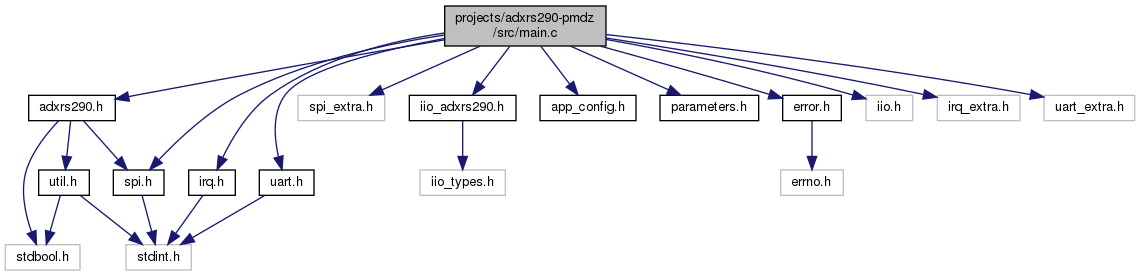 projects/adxrs290-pmdz
/src/main.c
adxrs290.h
spi_extra.h
iio_adxrs290.h
app_config.h
parameters.h
error.h
iio.h
irq_extra.h
uart_extra.h
util.h
spi.h
irq.h
uart.h
iio_types.h
errno.h
stdbool.h
stdint.h